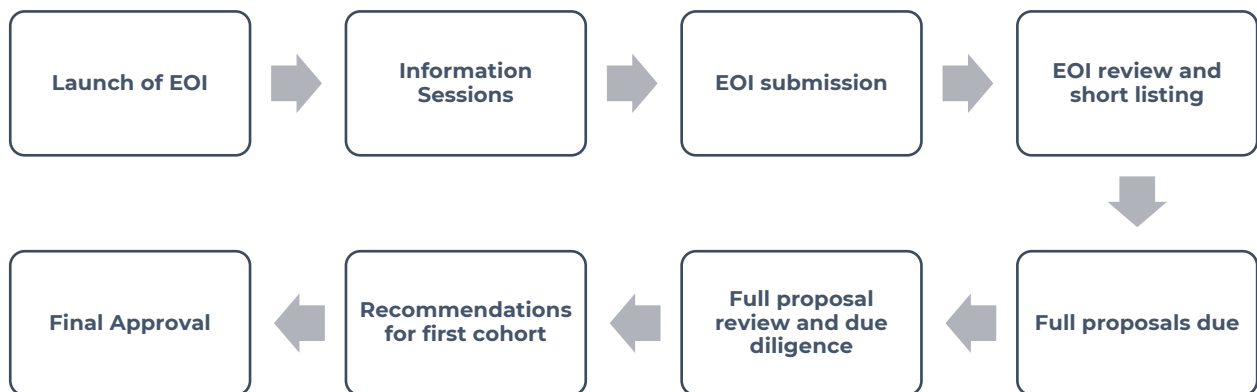 Launch of EOI
Information
Sessions
EOI submission
EOI review and
short listing
Full proposals due
Full proposal
review and due
diligence
Recommendations
for first cohort
Final Approval